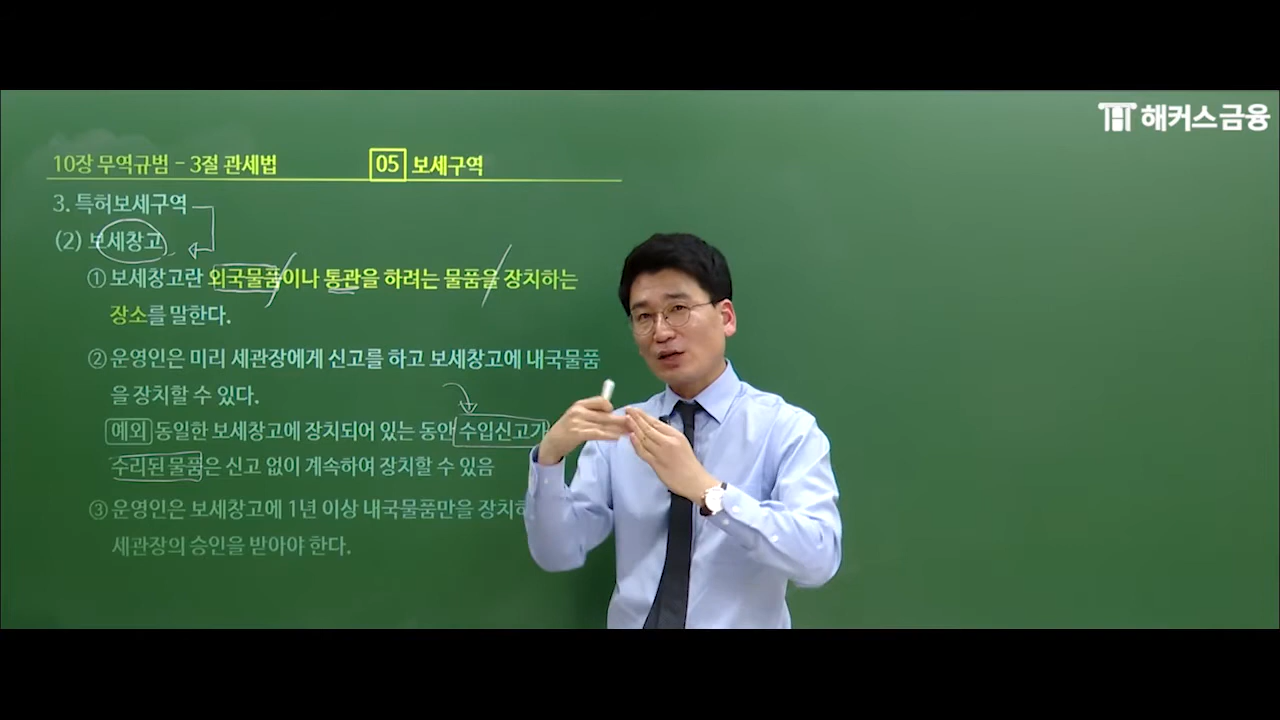 해커스금융
10장 무역규범 - 3절 관세법
05 보세구역
3. 특허보세구역
(2) 보세창고
① 보세창고란 외국물품이나 통관을 하려는 물품을 장치하는
장소를 말한다.
② 운영인은 미리 세관장에게 신고를 하고 보세창고에 내국물품
을 장치할 수 있다.
예외 동일한 보세창고에 장치되어 있는 동안 수입신고가
수리된 물품은 신고 없이 계속하여 장치할 수 있음
③ 운영인은 보세창고에 1년 이상 내국물품만을 장치하
세관장의 승인을 받아야 한다.